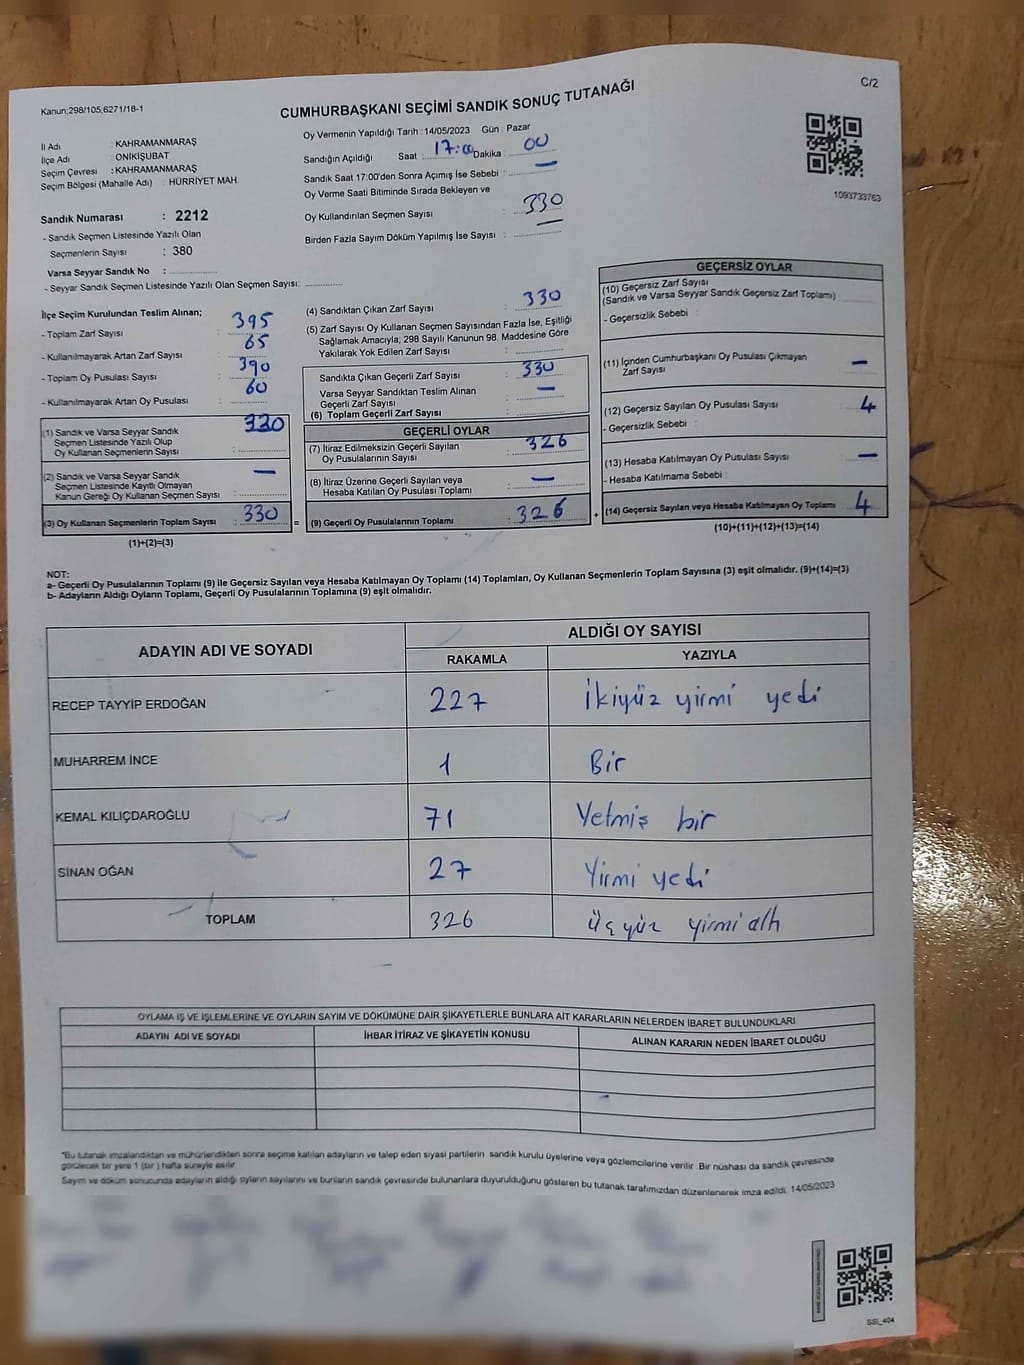 C/2
Kanun;298/105,6271/18-1
CUMHURBAŞKANI SEÇİMİ SANDIK SONUÇ TUTANAĞI
İl Adı : KAHRAMANMARAŞ
İlçe Adı : ONİKİŞUBAT
Seçim Çevresi : KAHRAMANMARAŞ
Seçim Bölgesi (Mahalle Adı) : HÜRRİYET MAH.
Sandık Numarası : 2212
- Sandık Seçmen Listesinde Yazılı Olan
Seçmenlerin Sayısı : 380
Varsa Seyyar Sandık No :
- Seyyar Sandık Seçmen Listesinde Yazılı Olan Seçmen Sayısı:
Oy Vermenin Yapıldığı Tarih : 14/05/2023 Gün : Pazar
Sandığın Açıldığı Saat : 17:00 Dakika : 00
Sandık Saat 17:00'den Sonra Açımış İse Sebebi : —
Oy Verme Saati Bitiminde Sırada Bekleyen ve
Oy Kullandırılan Seçmen Sayısı : 330
Birden Fazla Sayım Döküm Yapılmış İse Sayısı : —
1093733763
İlçe Seçim Kurulundan Teslim Alınan;
- Toplam Zarf Sayısı : 395
- Kullanılmayarak Artan Zarf Sayısı : 65
- Toplam Oy Pusulası Sayısı : 390
- Kullanılmayarak Artan Oy Pusulası : 60
(1) Sandık ve Varsa Seyyar Sandık
Seçmen Listesinde Yazılı Olup
Oy Kullanan Seçmenlerin Sayısı : 330
(2) Sandık ve Varsa Seyyar Sandık
Seçmen Listesinde Kayıtlı Olmayan
Kanun Gereği Oy Kullanan Seçmen Sayısı : —
(3) Oy Kullanan Seçmenlerin Toplam Sayısı : 330 =
(1)+(2)=(3)
(4) Sandıktan Çıkan Zarf Sayısı : 330
(5) Zarf Sayısı Oy Kullanan Seçmen Sayısından Fazla İse, Eşitliği
Sağlamak Amacıyla; 298 Sayılı Kanunun 98. Maddesine Göre
Yakılarak Yok Edilen Zarf Sayısı :
Sandıkta Çıkan Geçerli Zarf Sayısı : 330
Varsa Seyyar Sandıktan Teslim Alınan
Geçerli Zarf Sayısı : —
(6) Toplam Geçerli Zarf Sayısı :
GEÇERLİ OYLAR
(7) İtiraz Edilmeksizin Geçerli Sayılan
Oy Pusulalarının Sayısı : 326
(8) İtiraz Üzerine Geçerli Sayılan veya
Hesaba Katılan Oy Pusulası Toplamı : —
(9) Geçerli Oy Pusulalarının Toplamı : 326 +
GEÇERSİZ OYLAR
(10) Geçersiz Zarf Sayısı
(Sandık ve Varsa Seyyar Sandık Geçersiz Zarf Toplamı)
- Geçersizlik Sebebi :
(11) İçinden Cumhurbaşkanı Oy Pusulası Çıkmayan
Zarf Sayısı : —
(12) Geçersiz Sayılan Oy Pusulası Sayısı : 4
- Geçersizlik Sebebi :
(13) Hesaba Katılmayan Oy Pusulası Sayısı : —
- Hesaba Katılmama Sebebi :
(14) Geçersiz Sayılan veya Hesaba Katılmayan Oy Toplamı : 4
(10)+(11)+(12)+(13)=(14)
NOT:
a- Geçerli Oy Pusulalarının Toplamı (9) ile Geçersiz Sayılan veya Hesaba Katılmayan Oy Toplamı (14) Toplamları, Oy Kullanan Seçmenlerin Toplam Sayısına (3) eşit olmalıdır. (9)+(14)=(3)
b- Adayların Aldığı Oyların Toplamı, Geçerli Oy Pusulalarının Toplamına (9) eşit olmalıdır.
ADAYIN ADI VE SOYADI ALDIĞI OY SAYISI
RAKAMLA YAZIYLA
RECEP TAYYİP ERDOĞAN 227 İkiyüz yirmi yedi
MUHARREM İNCE 1 Bir
KEMAL KILIÇDAROĞLU 71 Yetmiş bir
SİNAN OĞAN 27 Yirmi yedi
TOPLAM 326 üçyüz yirmi altı
OYLAMA İŞ VE İŞLEMLERİNE VE OYLARIN SAYIM VE DÖKÜMÜNE DAİR ŞİKAYETLERLE BUNLARA AİT KARARLARIN NELERDEN İBARET BULUNDUKLARI
ADAYIN ADI VE SOYADI İHBAR İTİRAZ VE ŞİKAYETİN KONUSU ALINAN KARARIN NEDEN İBARET OLDUĞU
"Bu tutanak imzalandıktan ve mühürlendikten sonra seçime katılan adayların ve talep eden siyasi partilerin sandık kurulu üyelerine veya gözlemcilerine verilir. Bir nüshası da sandık çevresinde
görülecek bir yere 1 (bir) hafta süreyle asılır.
Sayım ve döküm sonucunda adayların aldığı oyların sayılarını ve bunların sandık çevresinde bulunanlara duyurulduğunu gösteren bu tutanak tarafımızdan düzenlenerek imza edildi. 14/05/2023
SSI_404